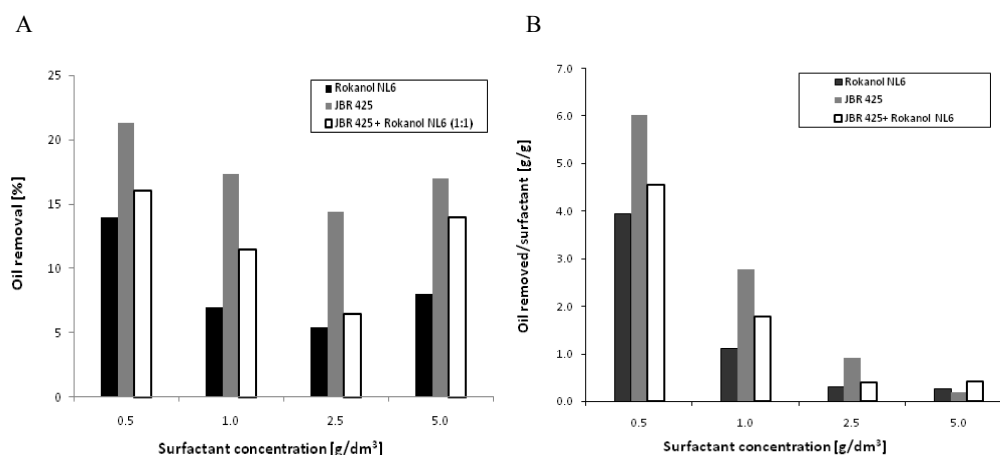 A
25
20
15
10
5
0
Oil removal [%]
Rokanol NL6
JBR 425
JBR 425 + Rokanol NL6 (1:1)
0.5 1.0 2.5 5.0
Surfactant concentration [g/dm³]
B
7.0
6.0
5.0
4.0
3.0
2.0
1.0
0.0
Oil removed/surfactant [g/g]
Rokanol NL6
JBR 425
JBR 425+ Rokanol NL6
0.5 1.0 2.5 5.0
Surfactant concentration [g/dm³]